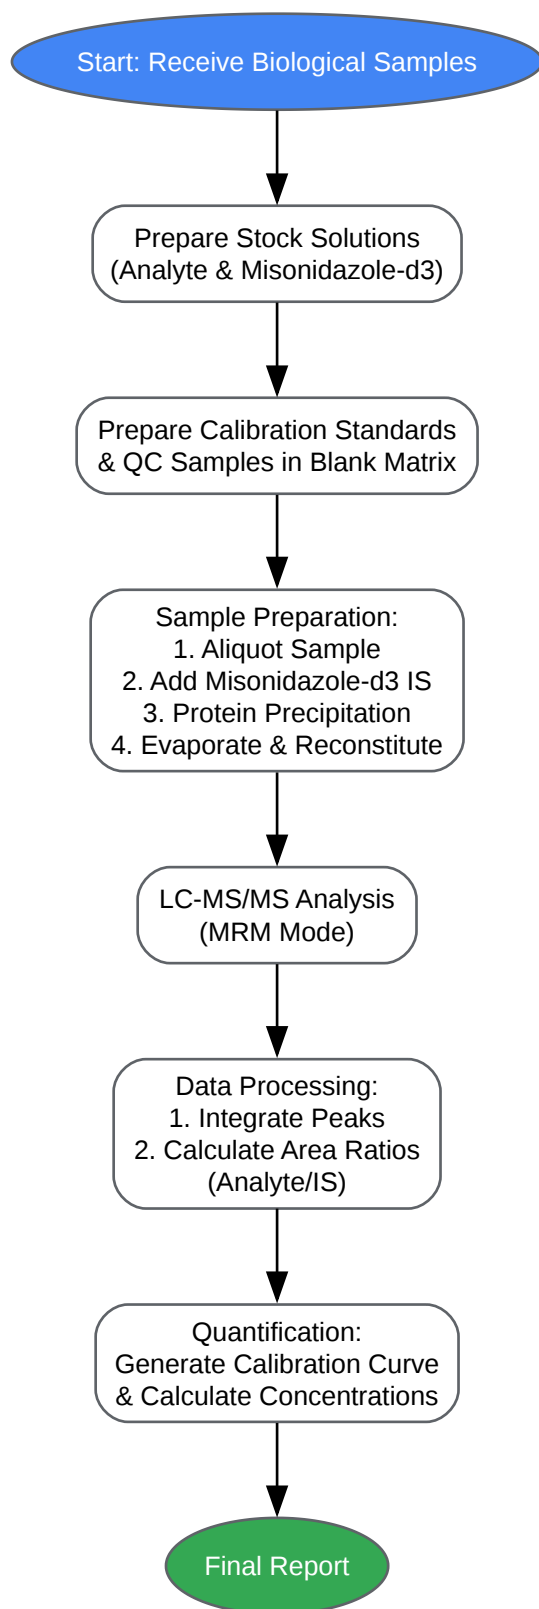 Start: Receive Biological Samples
Prepare Stock Solutions
(Analyte & Misonidazole-d3)
Prepare Calibration Standards
& QC Samples in Blank Matrix
Sample Preparation:
1. Aliquot Sample
2. Add Misonidazole-d3 IS
3. Protein Precipitation
4. Evaporate & Reconstitute
LC-MS/MS Analysis
(MRM Mode)
Data Processing:
1. Integrate Peaks
2. Calculate Area Ratios
(Analyte/IS)
Quantification:
Generate Calibration Curve
& Calculate Concentrations
Final Report